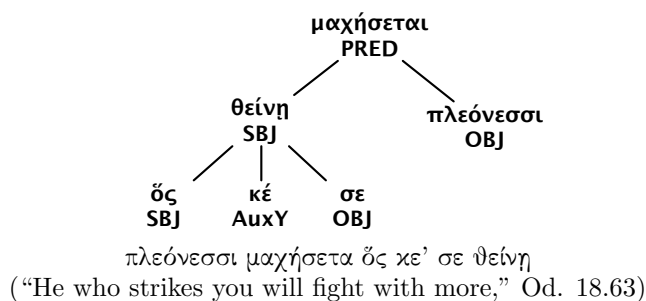 μαχήσεται
PRED
θείνῃ
SBJ
πλεόνεσσι
OBJ
ὅς κέ σε
SBJ AuxY OBJ
πλεόνεσσι μαχήσετα ὅς κε’ σε θείνῃ
(“He who strikes you will fight with more,” Od. 18.63)